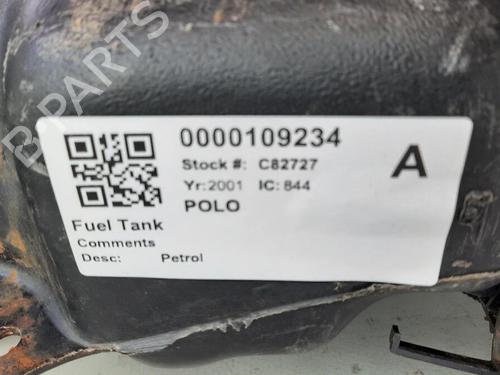 B-PARTS
0000109234
Stock #: C82727
A
Yr: 2001 IC: 844
POLO
Fuel Tank
Comments
Desc: Petrol